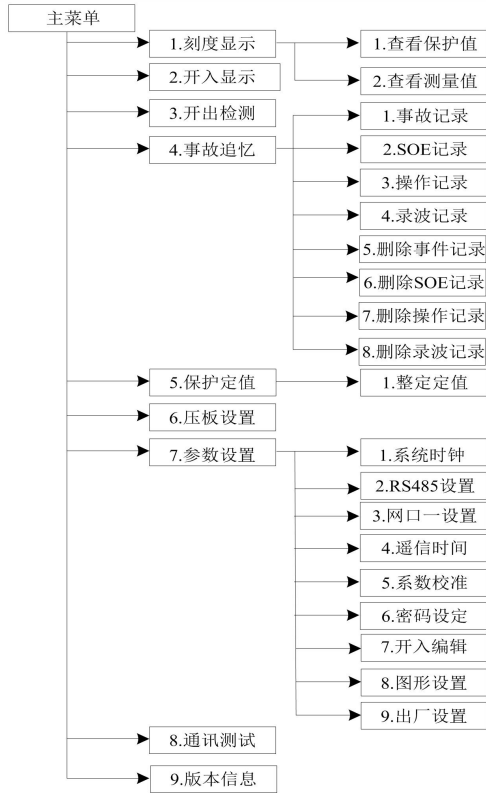 主菜单
1.刻度显示
1.查看保护值
2.查看测量值
2.开入显示
3.开出检测
4.事故追忆
1.事故记录
2.SOE记录
3.操作记录
4.录波记录
5.删除事件记录
6.删除SOE记录
7.删除操作记录
8.删除录波记录
5.保护定值
1.整定定值
6.压板设置
7.参数设置
1.系统时钟
2.RS485设置
3.网口一设置
4.遥信时间
5.系数校准
6.密码设定
7.开入编辑
8.图形设置
9.出厂设置
8.通讯测试
9.版本信息